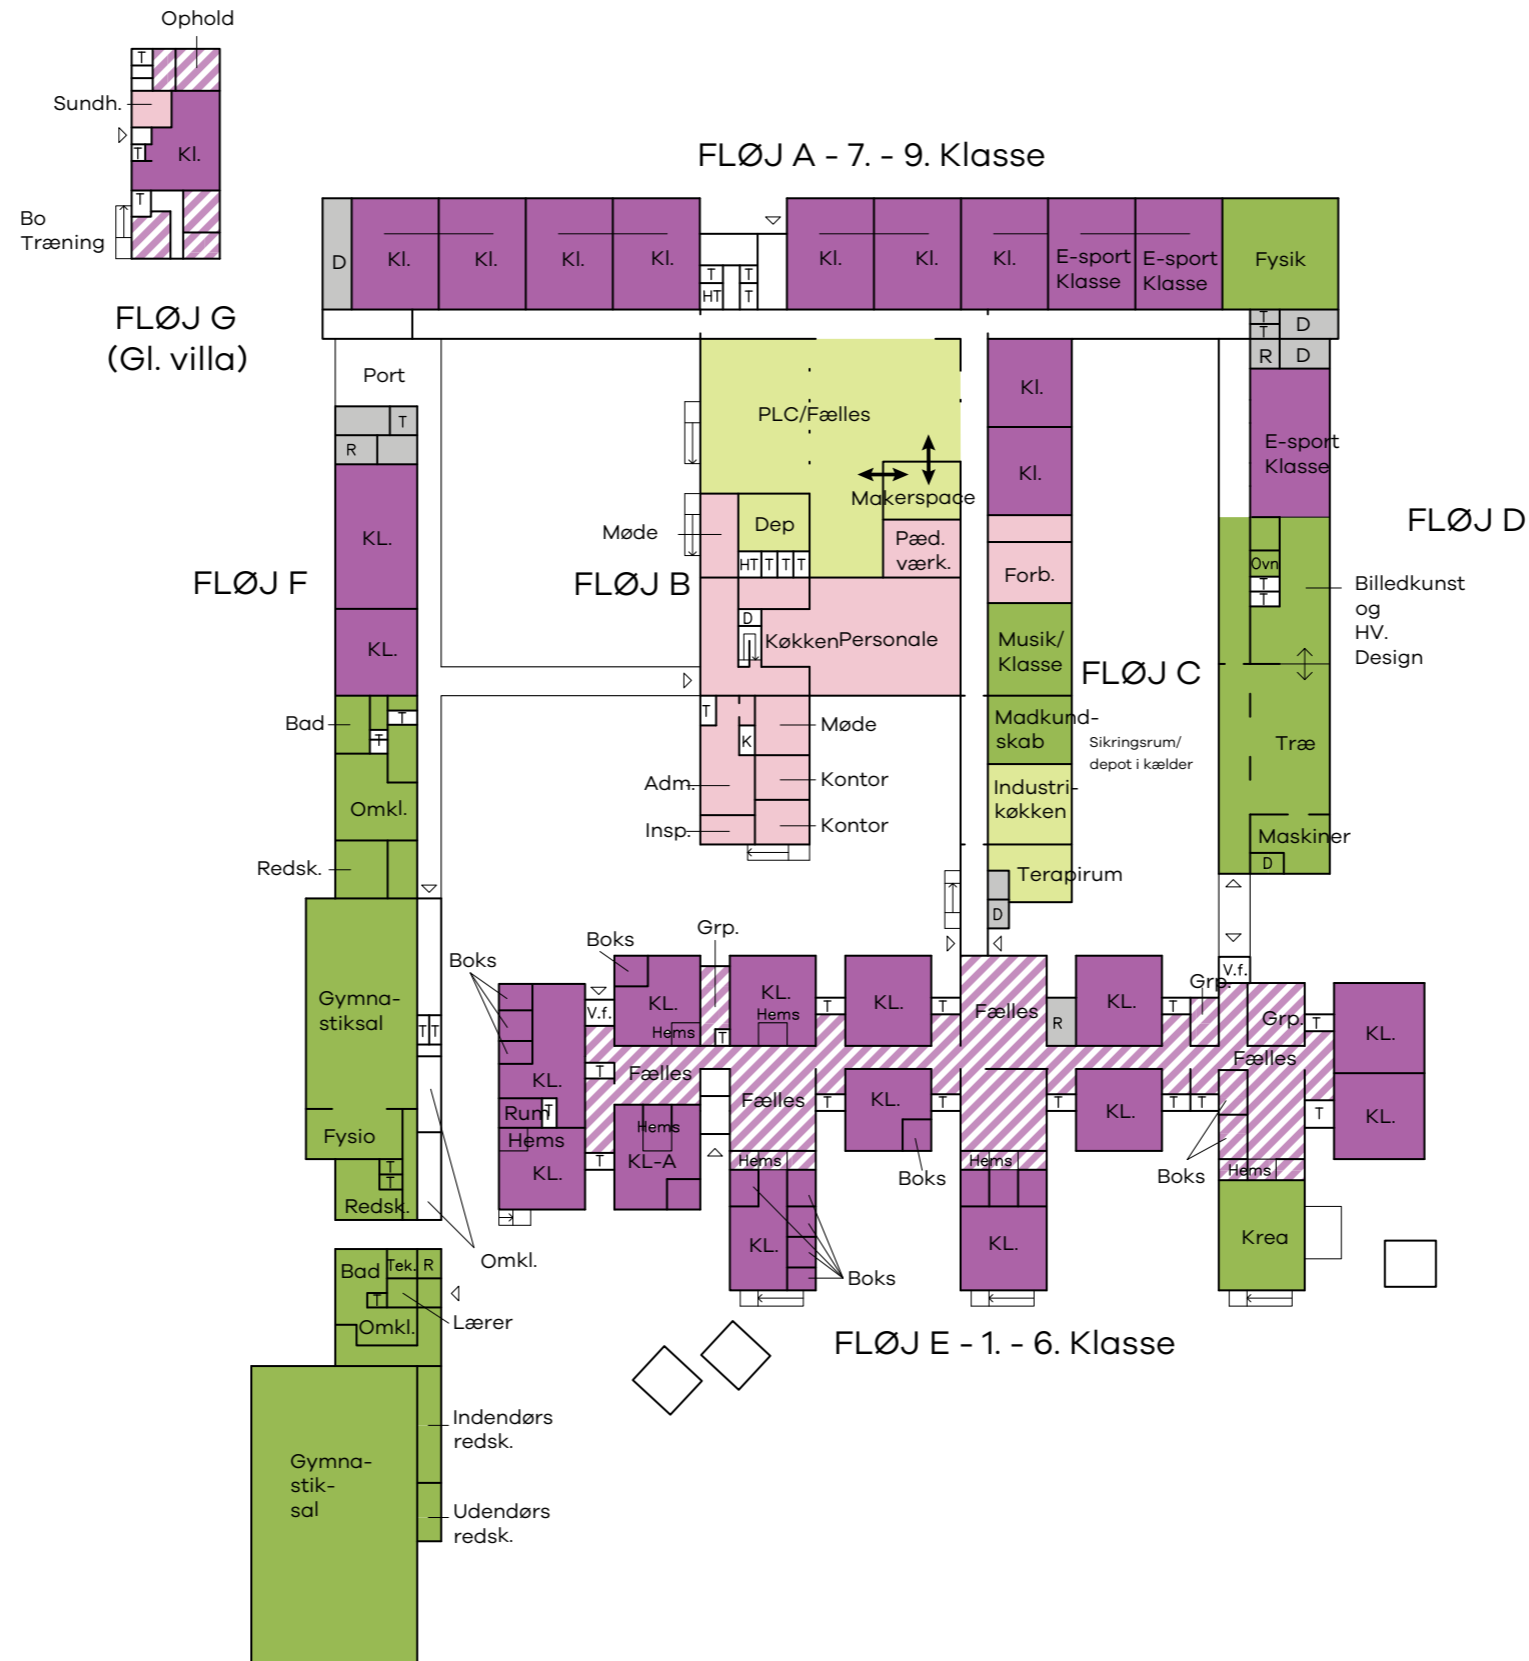 Ophold
T
Sundh.
T
Kl.
T
Bo
Træning
FLØJ G
(Gl. villa)
FLØJ A - 7. - 9. Klasse
D
Kl.
Kl.
Kl.
Kl.
T
T
HT
T
Kl.
Kl.
Kl.
E-sport
Klasse
E-sport
Klasse
Fysik
T
D
T
R
D
Port
T
R
KL.
KL.
FLØJ F
Bad
T
T
Omkl.
Redsk.
Gymna-
stiksal
T
T
Fysio
T
T
Redsk.
Omkl.
Bad
Tek.
R
T
Omkl.
Lærer
Indendørs
redsk.
Gymna-
stik-
sal
Udendørs
redsk.
PLC/Fælles
Makerspace
Møde
Dep
Pæd.
værk.
HT
T
T
T
FLØJ B
D
Køkken
Personale
T
K
Møde
Adm.
Kontor
Insp.
Kontor
Kl.
Kl.
Forb.
Musik/
Klasse
FLØJ C
Madkund-
skab
Sikringsrum/
depot i kælder
Industri-
køkken
Terapirum
D
E-sport
Klasse
FLØJ D
Ovn
T
T
Billedkunst
og
HV.
Design
Træ
Maskiner
D
Boks
Boks
Grp.
V.f.
KL.
Hems
T
KL.
Hems
T
KL.
T
Fælles
R
KL.
T
Grp.
V.f.
Grp.
T
KL.
Fælles
KL.
T
KL.
T
Fælles
Rum
T
Hems
KL.
T
Hems
KL-A
Fælles
T
KL.
T
Boks
T
KL.
T
T
Boks
Hems
Hems
Hems
KL.
Boks
KL.
Krea
FLØJ E - 1. - 6. Klasse